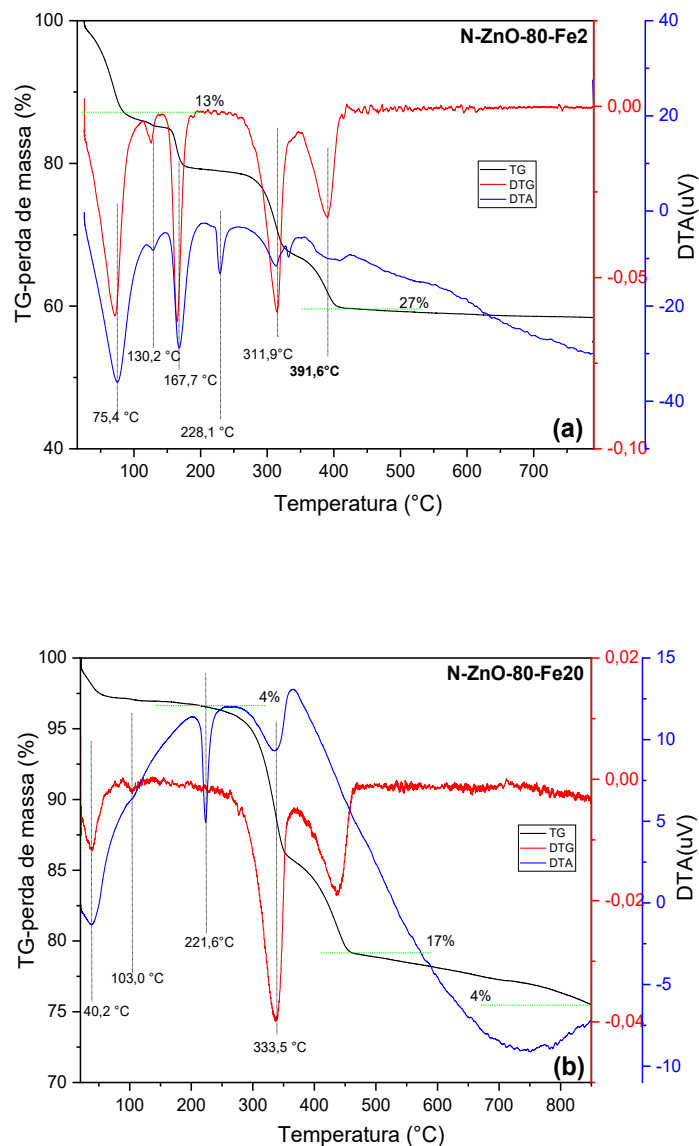 N-ZnO-80-Fe2
TG-perda de massa (%)
100
80
60
40
13%
27%
TG
DTG
DTA
0,00
-0,05
-0,10
40
20
0
-20
-40
DTA(uV)
130,2 °C
311,9°C
391,6°C
167,7 °C
75,4 °C
228,1 °C
(a)
100 200 300 400 500 600 700
Temperatura (°C)
N-ZnO-80-Fe20
TG-perda de massa (%)
100
95
90
85
80
75
70
4%
17%
4%
TG
DTG
DTA
0,02
0,00
-0,02
-0,04
15
10
5
0
-5
-10
DTA(uV)
221,6°C
103,0 °C
40,2 °C
333,5 °C
(b)
100 200 300 400 500 600 700 800
Temperatura (°C)